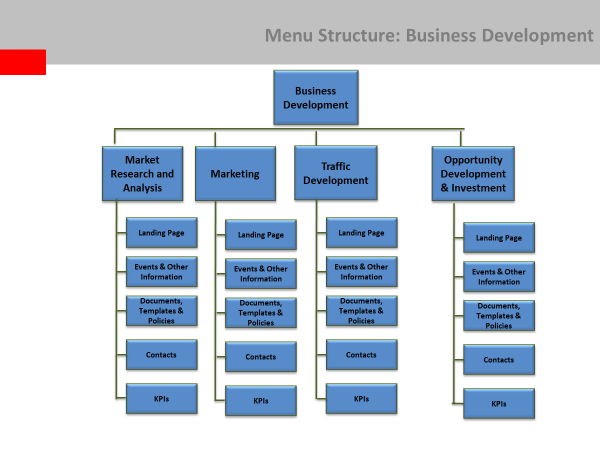 Menu Structure: Business Development
Business
Development
Market
Research and
Analysis
Landing Page
Events & Other
Information
Documents,
Templates &
Policies
Contacts
KPIs
Marketing
Landing Page
Events & Other
Information
Documents,
Templates &
Policies
Contacts
KPIs
Traffic
Development
Landing Page
Events & Other
Information
Documents,
Templates &
Policies
Contacts
KPIs
Opportunity
Development
& Investment
Landing Page
Events & Other
Information
Documents,
Templates &
Policies
Contacts
KPIs